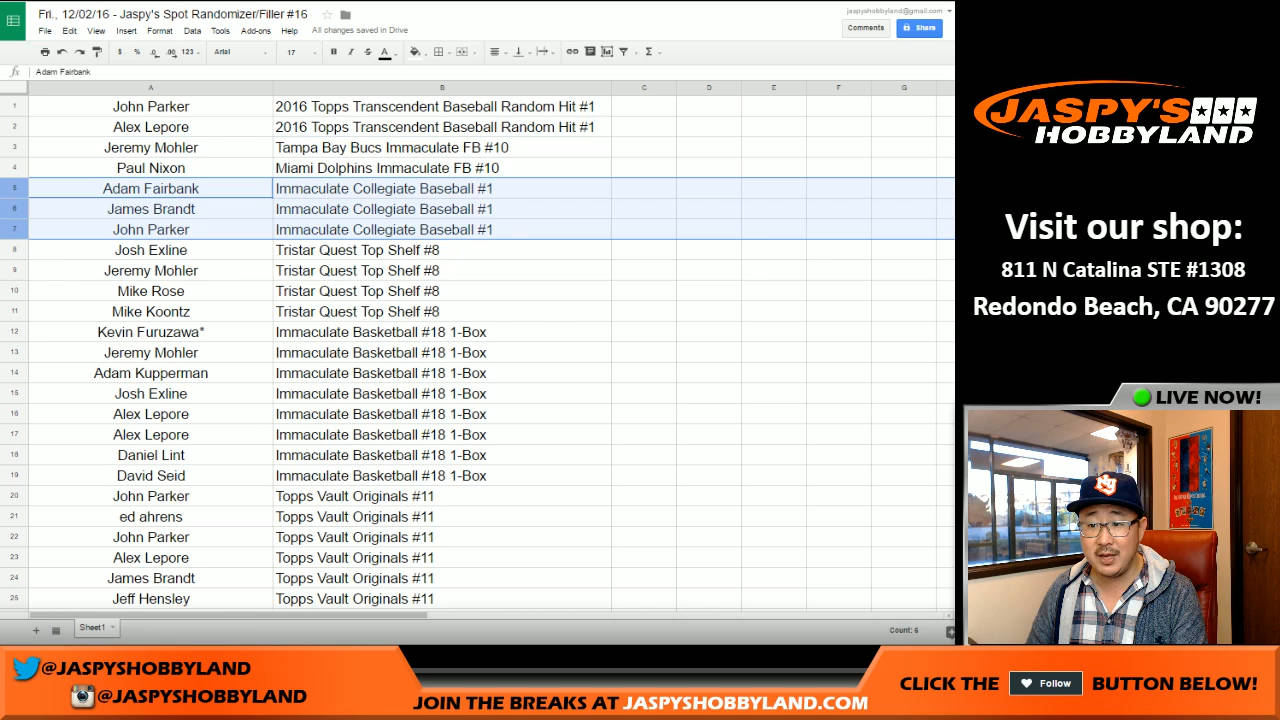 Fri., 12/02/16 - Jaspy's Spot Randomizer/Filler #16
jaspyshobbyland@gmail.com
File Edit View Insert Format Data Tools Add-ons Help All changes saved in Drive
Comments Share
$ % .0 .00 123 Arial 17 B I S A Σ
fx Adam Fairbank
A B C D E F G
1 John Parker 2016 Topps Transcendent Baseball Random Hit #1
2 Alex Lepore 2016 Topps Transcendent Baseball Random Hit #1
3 Jeremy Mohler Tampa Bay Bucs Immaculate FB #10
4 Paul Nixon Miami Dolphins Immaculate FB #10
5 Adam Fairbank Immaculate Collegiate Baseball #1
6 James Brandt Immaculate Collegiate Baseball #1
7 John Parker Immaculate Collegiate Baseball #1
8 Josh Exline Tristar Quest Top Shelf #8
9 Jeremy Mohler Tristar Quest Top Shelf #8
10 Mike Rose Tristar Quest Top Shelf #8
11 Mike Koontz Tristar Quest Top Shelf #8
12 Kevin Furuzawa* Immaculate Basketball #18 1-Box
13 Jeremy Mohler Immaculate Basketball #18 1-Box
14 Adam Kupperman Immaculate Basketball #18 1-Box
15 Josh Exline Immaculate Basketball #18 1-Box
16 Alex Lepore Immaculate Basketball #18 1-Box
17 Alex Lepore Immaculate Basketball #18 1-Box
18 Daniel Lint Immaculate Basketball #18 1-Box
19 David Seid Immaculate Basketball #18 1-Box
20 John Parker Topps Vault Originals #11
21 ed ahrens Topps Vault Originals #11
22 John Parker Topps Vault Originals #11
23 Alex Lepore Topps Vault Originals #11
24 James Brandt Topps Vault Originals #11
25 Jeff Hensley Topps Vault Originals #11
Sheet1
Count: 6
JASPY'S
HOBBYLAND
Visit our shop:
811 N Catalina STE #1308
Redondo Beach, CA 90277
LIVE NOW!
NY
@JASPYSHOBBYLAND
@JASPYSHOBBYLAND
JOIN THE BREAKS AT JASPYSHOBBYLAND.COM
CLICK THE Follow BUTTON BELOW!